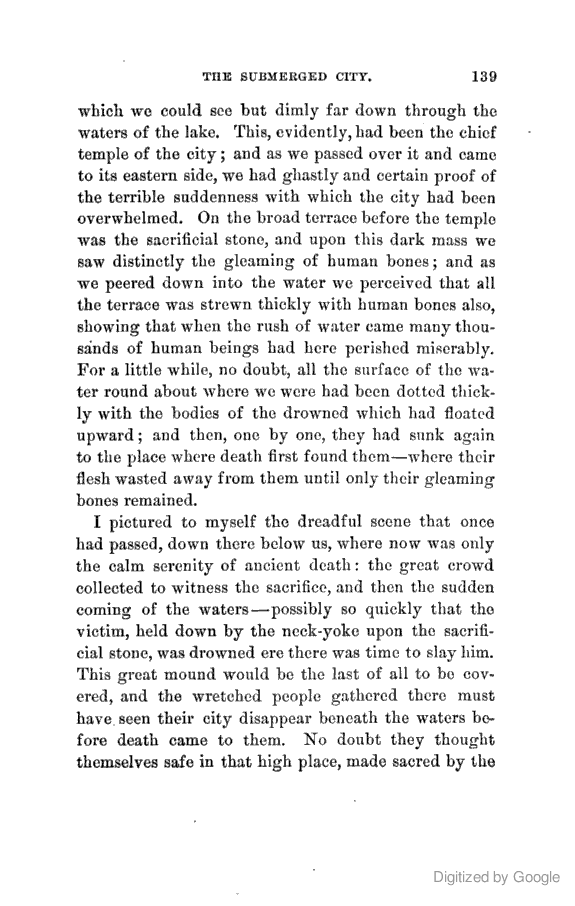 THE SUBMERGED CITY. 139
which we could see but dimly far down through the
waters of the lake. This, evidently, had been the chief
temple of the city; and as we passed over it and came
to its eastern side, we had ghastly and certain proof of
the terrible suddenness with which the city had been
overwhelmed. On the broad terrace before the temple
was the sacrificial stone, and upon this dark mass we
saw distinctly the gleaming of human bones; and as
we peered down into the water we perceived that all
the terrace was strewn thickly with human bones also,
showing that when the rush of water came many thou-
sands of human beings had here perished miserably.
For a little while, no doubt, all the surface of the wa-
ter round about where we were had been dotted thick-
ly with the bodies of the drowned which had floated
upward; and then, one by one, they had sunk again
to the place where death first found them—where their
flesh wasted away from them until only their gleaming
bones remained.
I pictured to myself the dreadful scene that once
had passed, down there below us, where now was only
the calm serenity of ancient death: the great crowd
collected to witness the sacrifice, and then the sudden
coming of the waters—possibly so quickly that the
victim, held down by the neck-yoke upon the sacrifi-
cial stone, was drowned ere there was time to slay him.
This great mound would be the last of all to be cov-
ered, and the wretched people gathered there must
have seen their city disappear beneath the waters be-
fore death came to them. No doubt they thought
themselves safe in that high place, made sacred by the
Digitized by Google